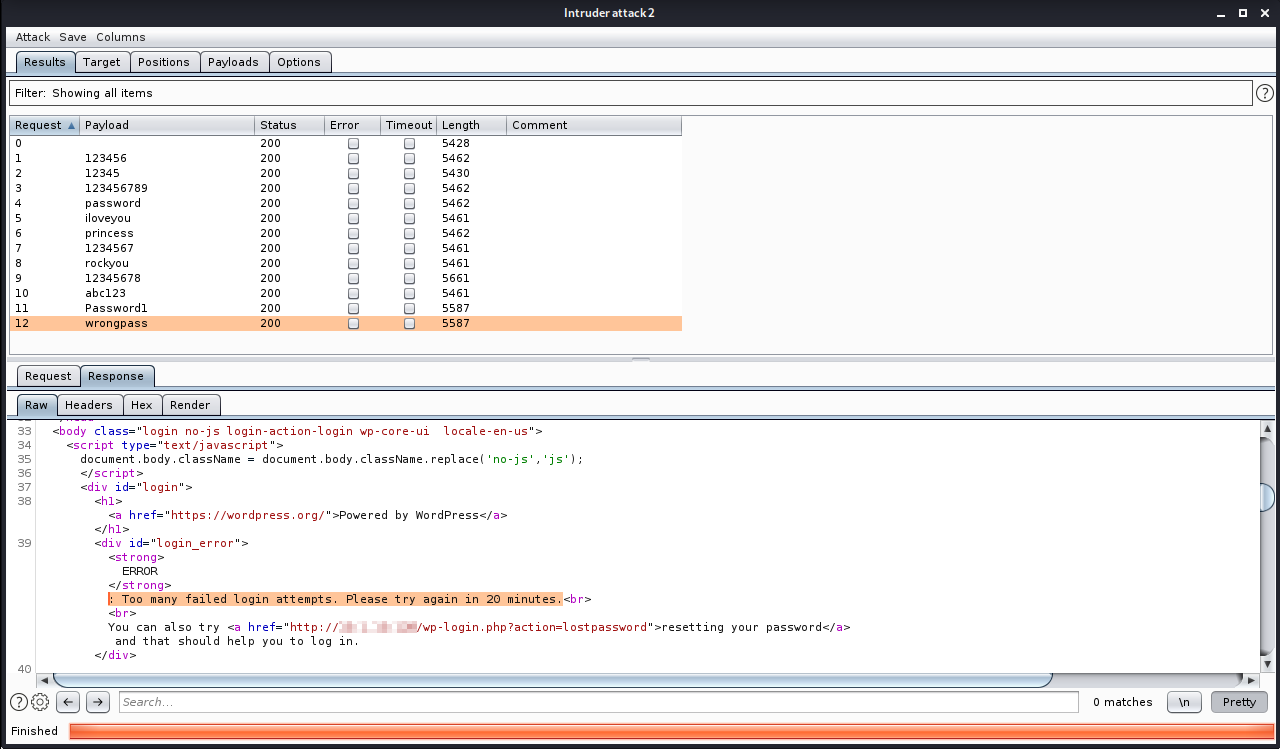 Intruder attack 2
Attack Save Columns
Results Target Positions Payloads Options
Filter: Showing all items
?
Request Payload Status Error Timeout Length Comment
0 200 5428
1 123456 200 5462
2 12345 200 5430
3 123456789 200 5462
4 password 200 5462
5 iloveyou 200 5461
6 princess 200 5462
7 1234567 200 5461
8 rockyou 200 5461
9 12345678 200 5661
10 abc123 200 5461
11 Password1 200 5587
12 wrongpass 200 5587
Request Response
Raw Headers Hex Render
33 <body class="login no-js login-action-login wp-core-ui  locale-en-us">
34 <script type="text/javascript">
35 document.body.className = document.body.className.replace('no-js','js');
36 </script>
37 <div id="login">
38 <h1>
<a href="https://wordpress.org/">Powered by WordPress</a>
</h1>
39 <div id="login_error">
<strong>
ERROR
</strong>
: Too many failed login attempts. Please try again in 20 minutes.<br>
<br>
You can also try <a href="http:///wp-login.php?action=lostpassword">resetting your password</a>
and that should help you to log in.
</div>
40
? Search... 0 matches \n Pretty
Finished